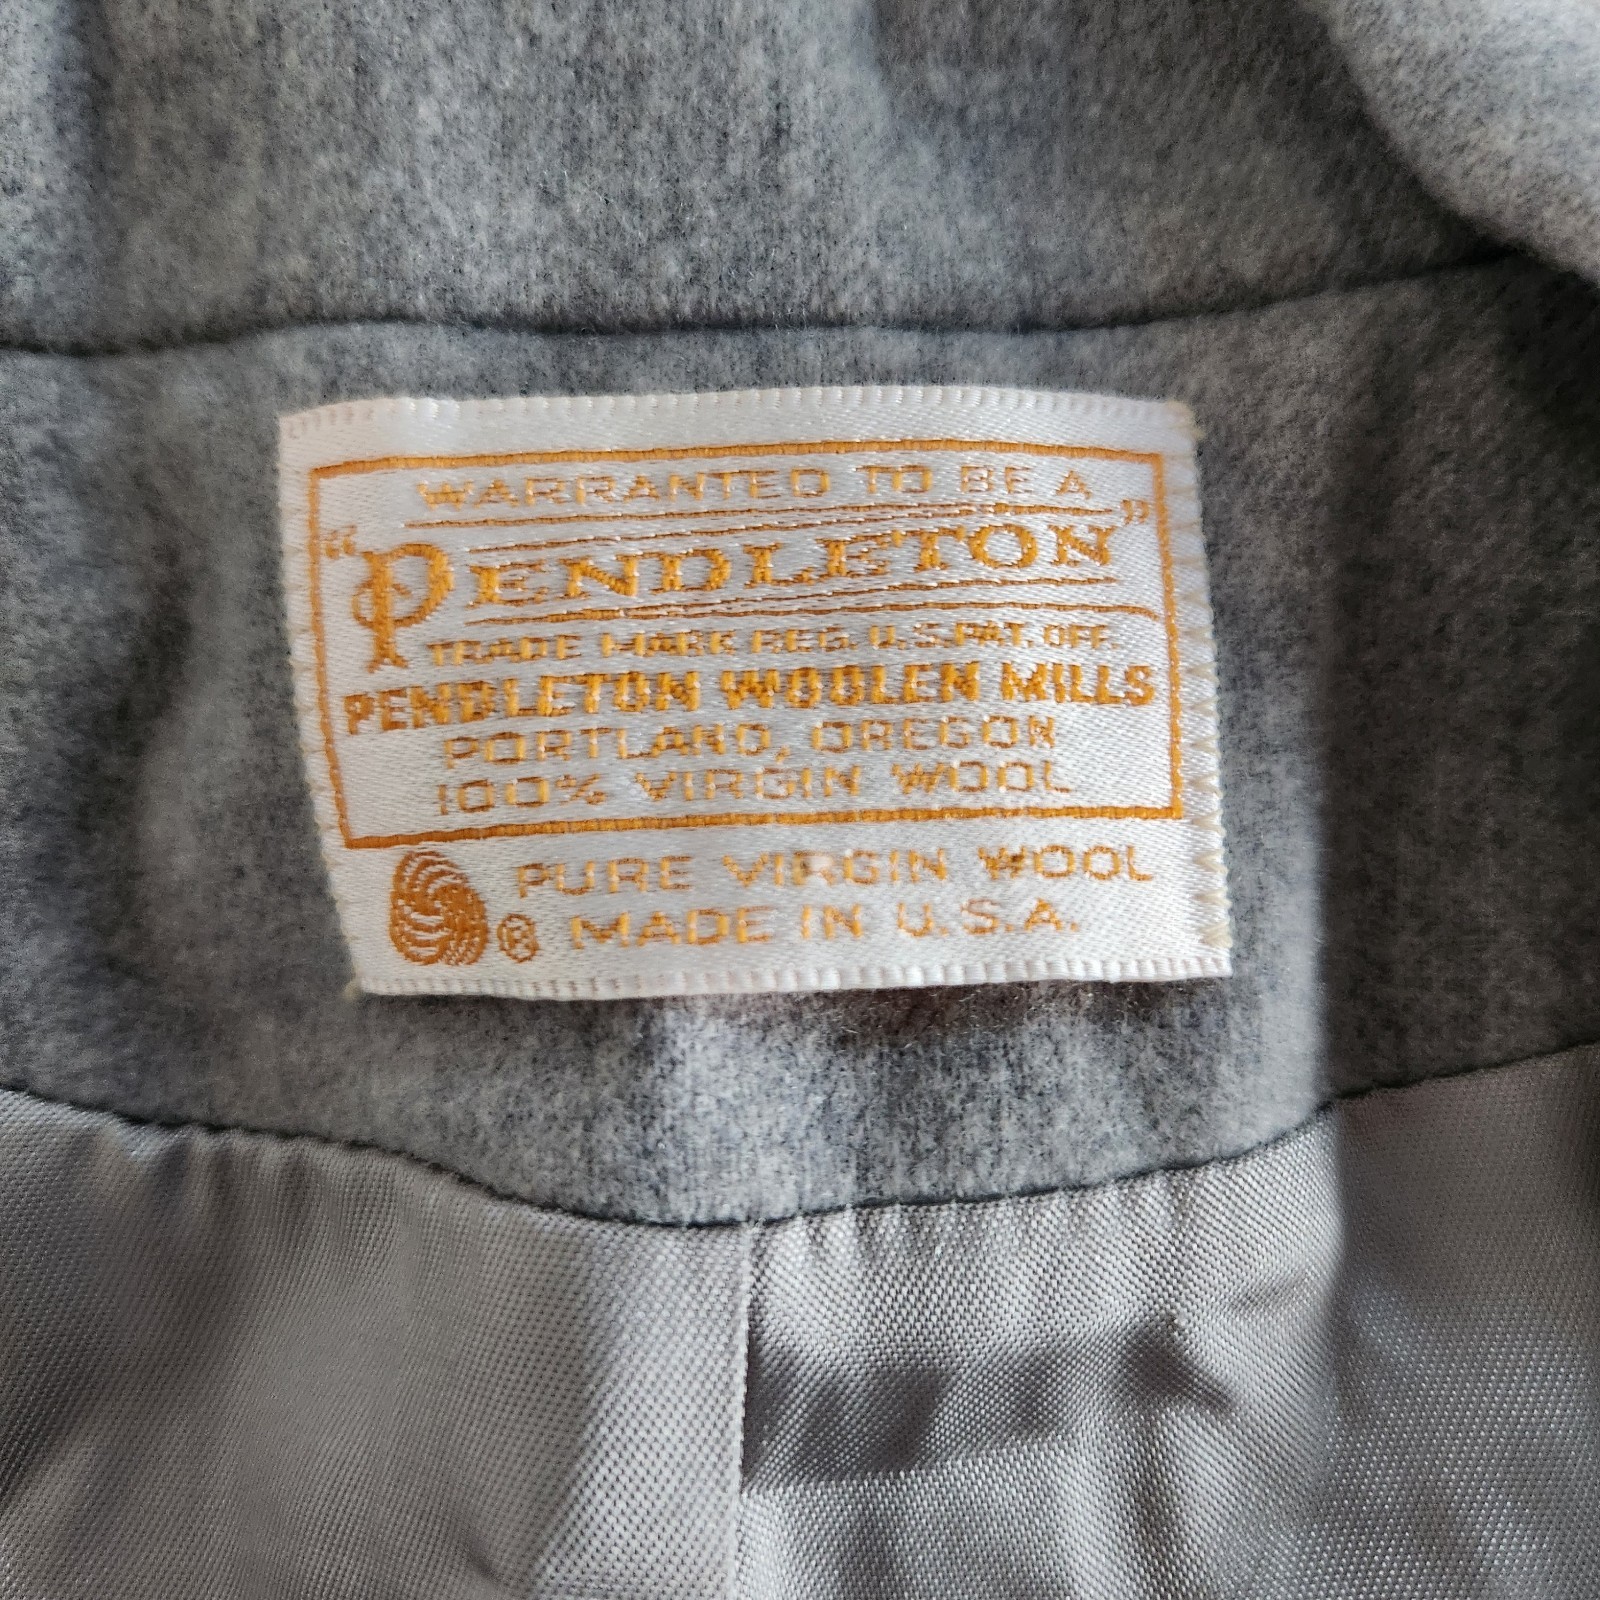 WARRANTED TO BE A
"PENDLETON"
TRADE MARK REG. U.S. PAT. OFF.
PENDLETON WOOLEN MILLS
PORTLAND, OREGON
100% VIRGIN WOOL
PURE VIRGIN WOOL
® MADE IN U.S.A.